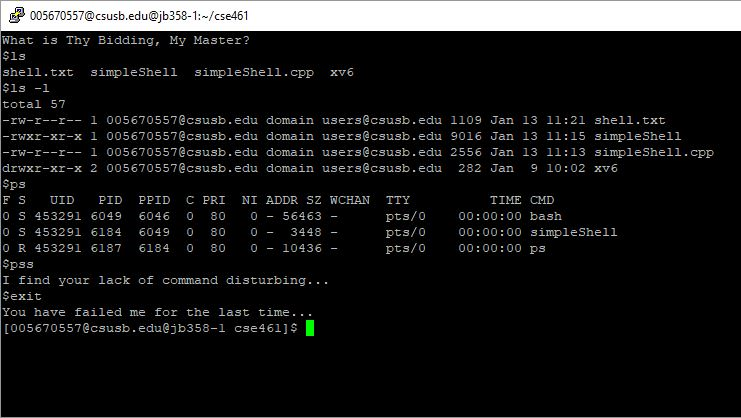 005670557@csusb.edu@jb358-1:~/cse461
What is Thy Bidding, My Master?
$ls
shell.txt  simpleShell  simpleShell.cpp  xv6
$ls -l
total 57
-rw-r--r-- 1 005670557@csusb.edu domain users@csusb.edu 1109 Jan 13 11:21 shell.txt
-rwxr-xr-x 1 005670557@csusb.edu domain users@csusb.edu 9016 Jan 13 11:15 simpleShell
-rw-r--r-- 1 005670557@csusb.edu domain users@csusb.edu 2556 Jan 13 11:13 simpleShell.cpp
drwxr-xr-x 2 005670557@csusb.edu domain users@csusb.edu  282 Jan  9 10:02 xv6
$ps
F S   UID   PID  PPID  C PRI  NI ADDR SZ WCHAN  TTY          TIME CMD
0 S 453291 6049  6046  0  80   0 - 56463 -      pts/0    00:00:00 bash
0 S 453291 6184  6049  0  80   0 -  3448 -      pts/0    00:00:00 simpleShell
0 R 453291 6187  6184  0  80   0 - 10436 -      pts/0    00:00:00 ps
$pss
I find your lack of command disturbing...
$exit
You have failed me for the last time...
[005670557@csusb.edu@jb358-1 cse461]$